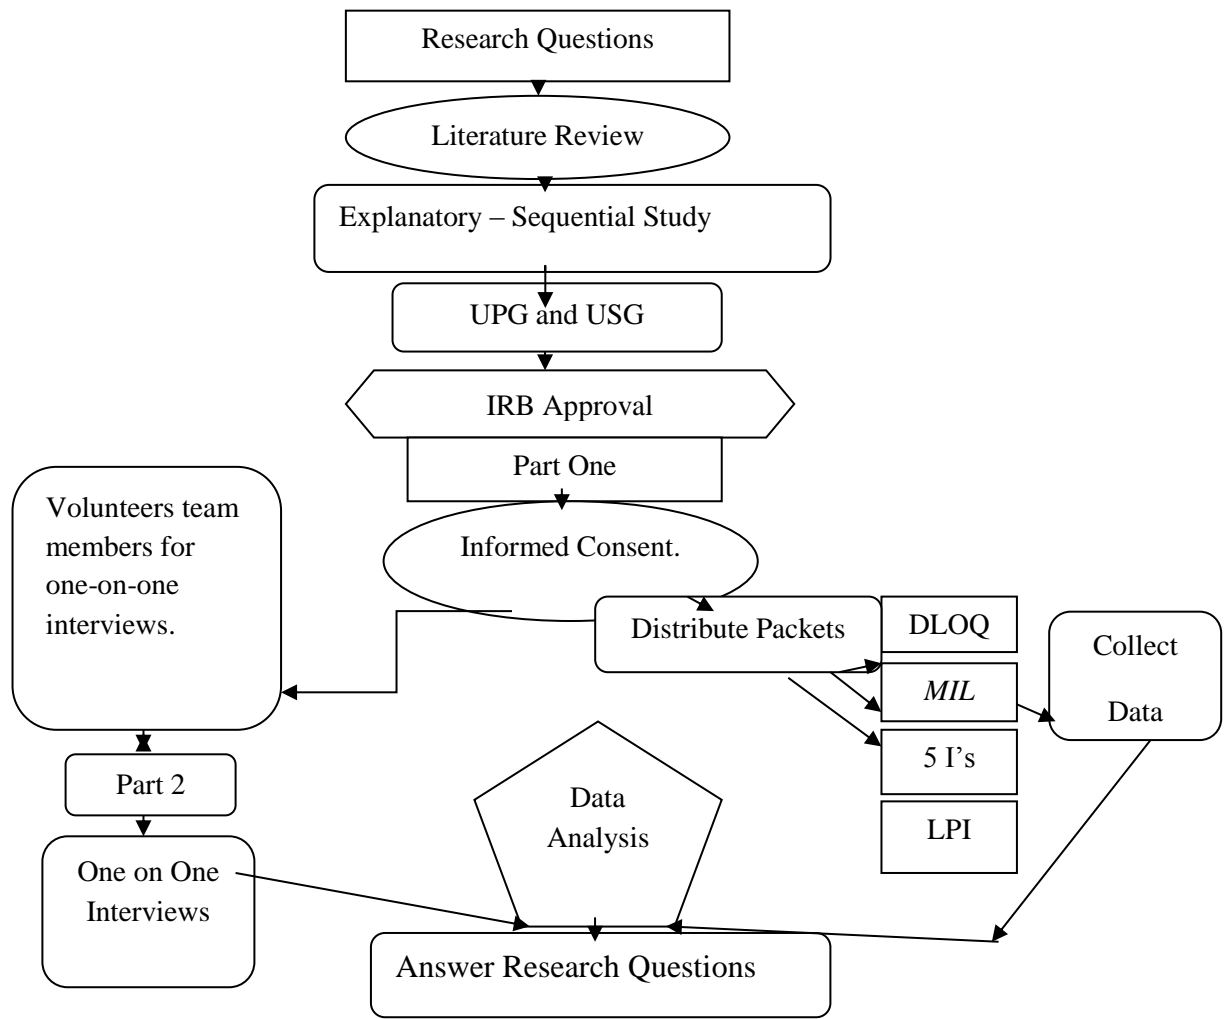 Research Questions
Literature Review
Explanatory – Sequential Study
UPG and USG
IRB Approval
Part One
Informed Consent.
Volunteers team
members for
one-on-one
interviews.
Distribute Packets
DLOQ
MIL
5 I’s
LPI
Collect
Data
Part 2
One on One
Interviews
Data
Analysis
Answer Research Questions